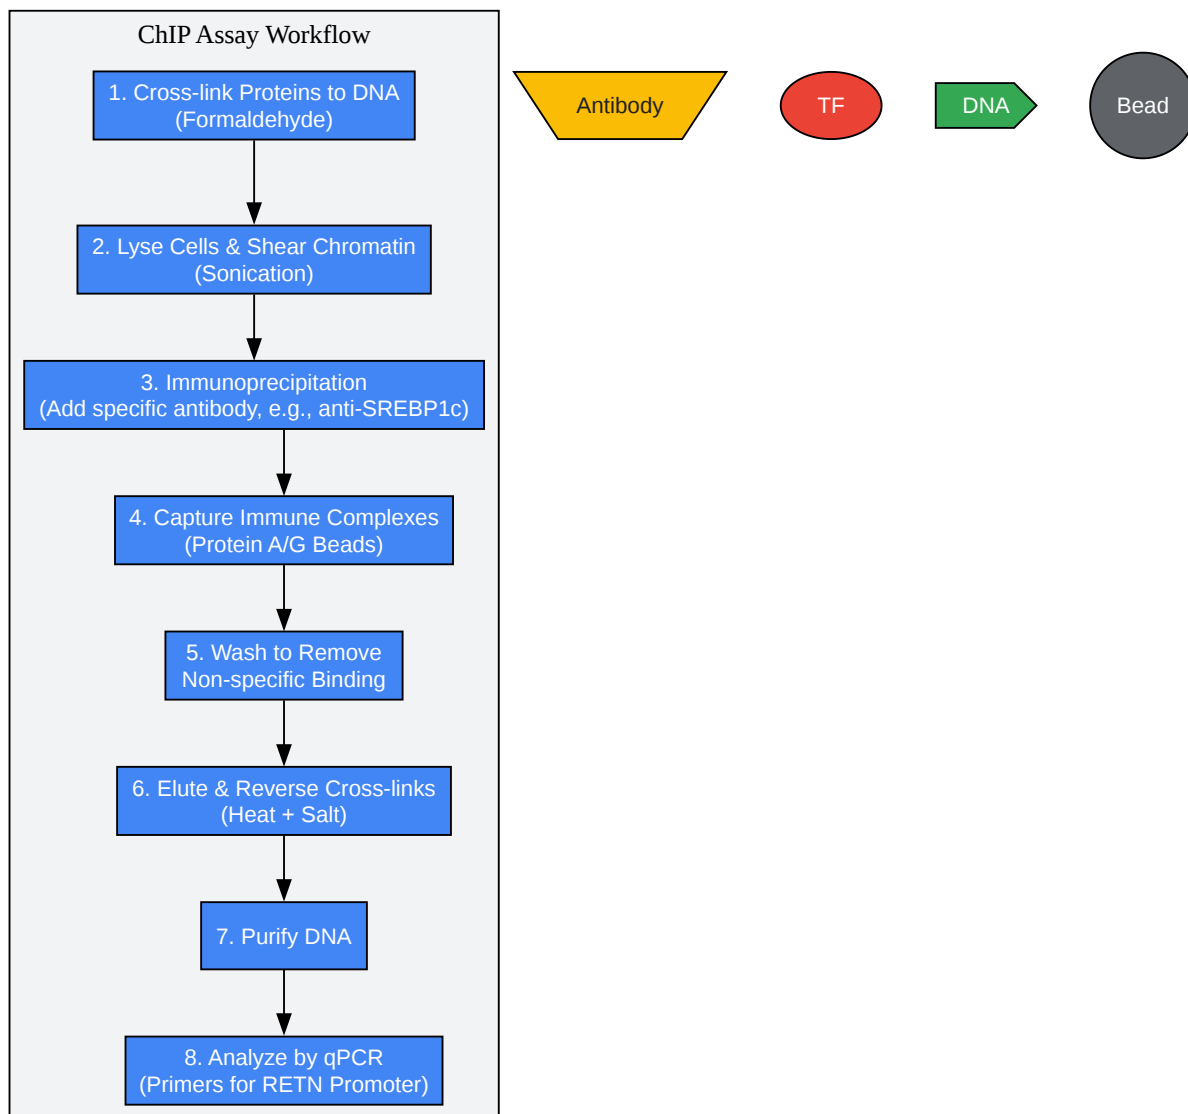 ChIP Assay Workflow
1. Cross-link Proteins to DNA
(Formaldehyde)
Antibody
TF
DNA
Bead
2. Lyse Cells & Shear Chromatin
(Sonication)
3. Immunoprecipitation
(Add specific antibody, e.g., anti-SREBP1c)
4. Capture Immune Complexes
(Protein A/G Beads)
5. Wash to Remove
Non-specific Binding
6. Elute & Reverse Cross-links
(Heat + Salt)
7. Purify DNA
8. Analyze by qPCR
(Primers for RETN Promoter)